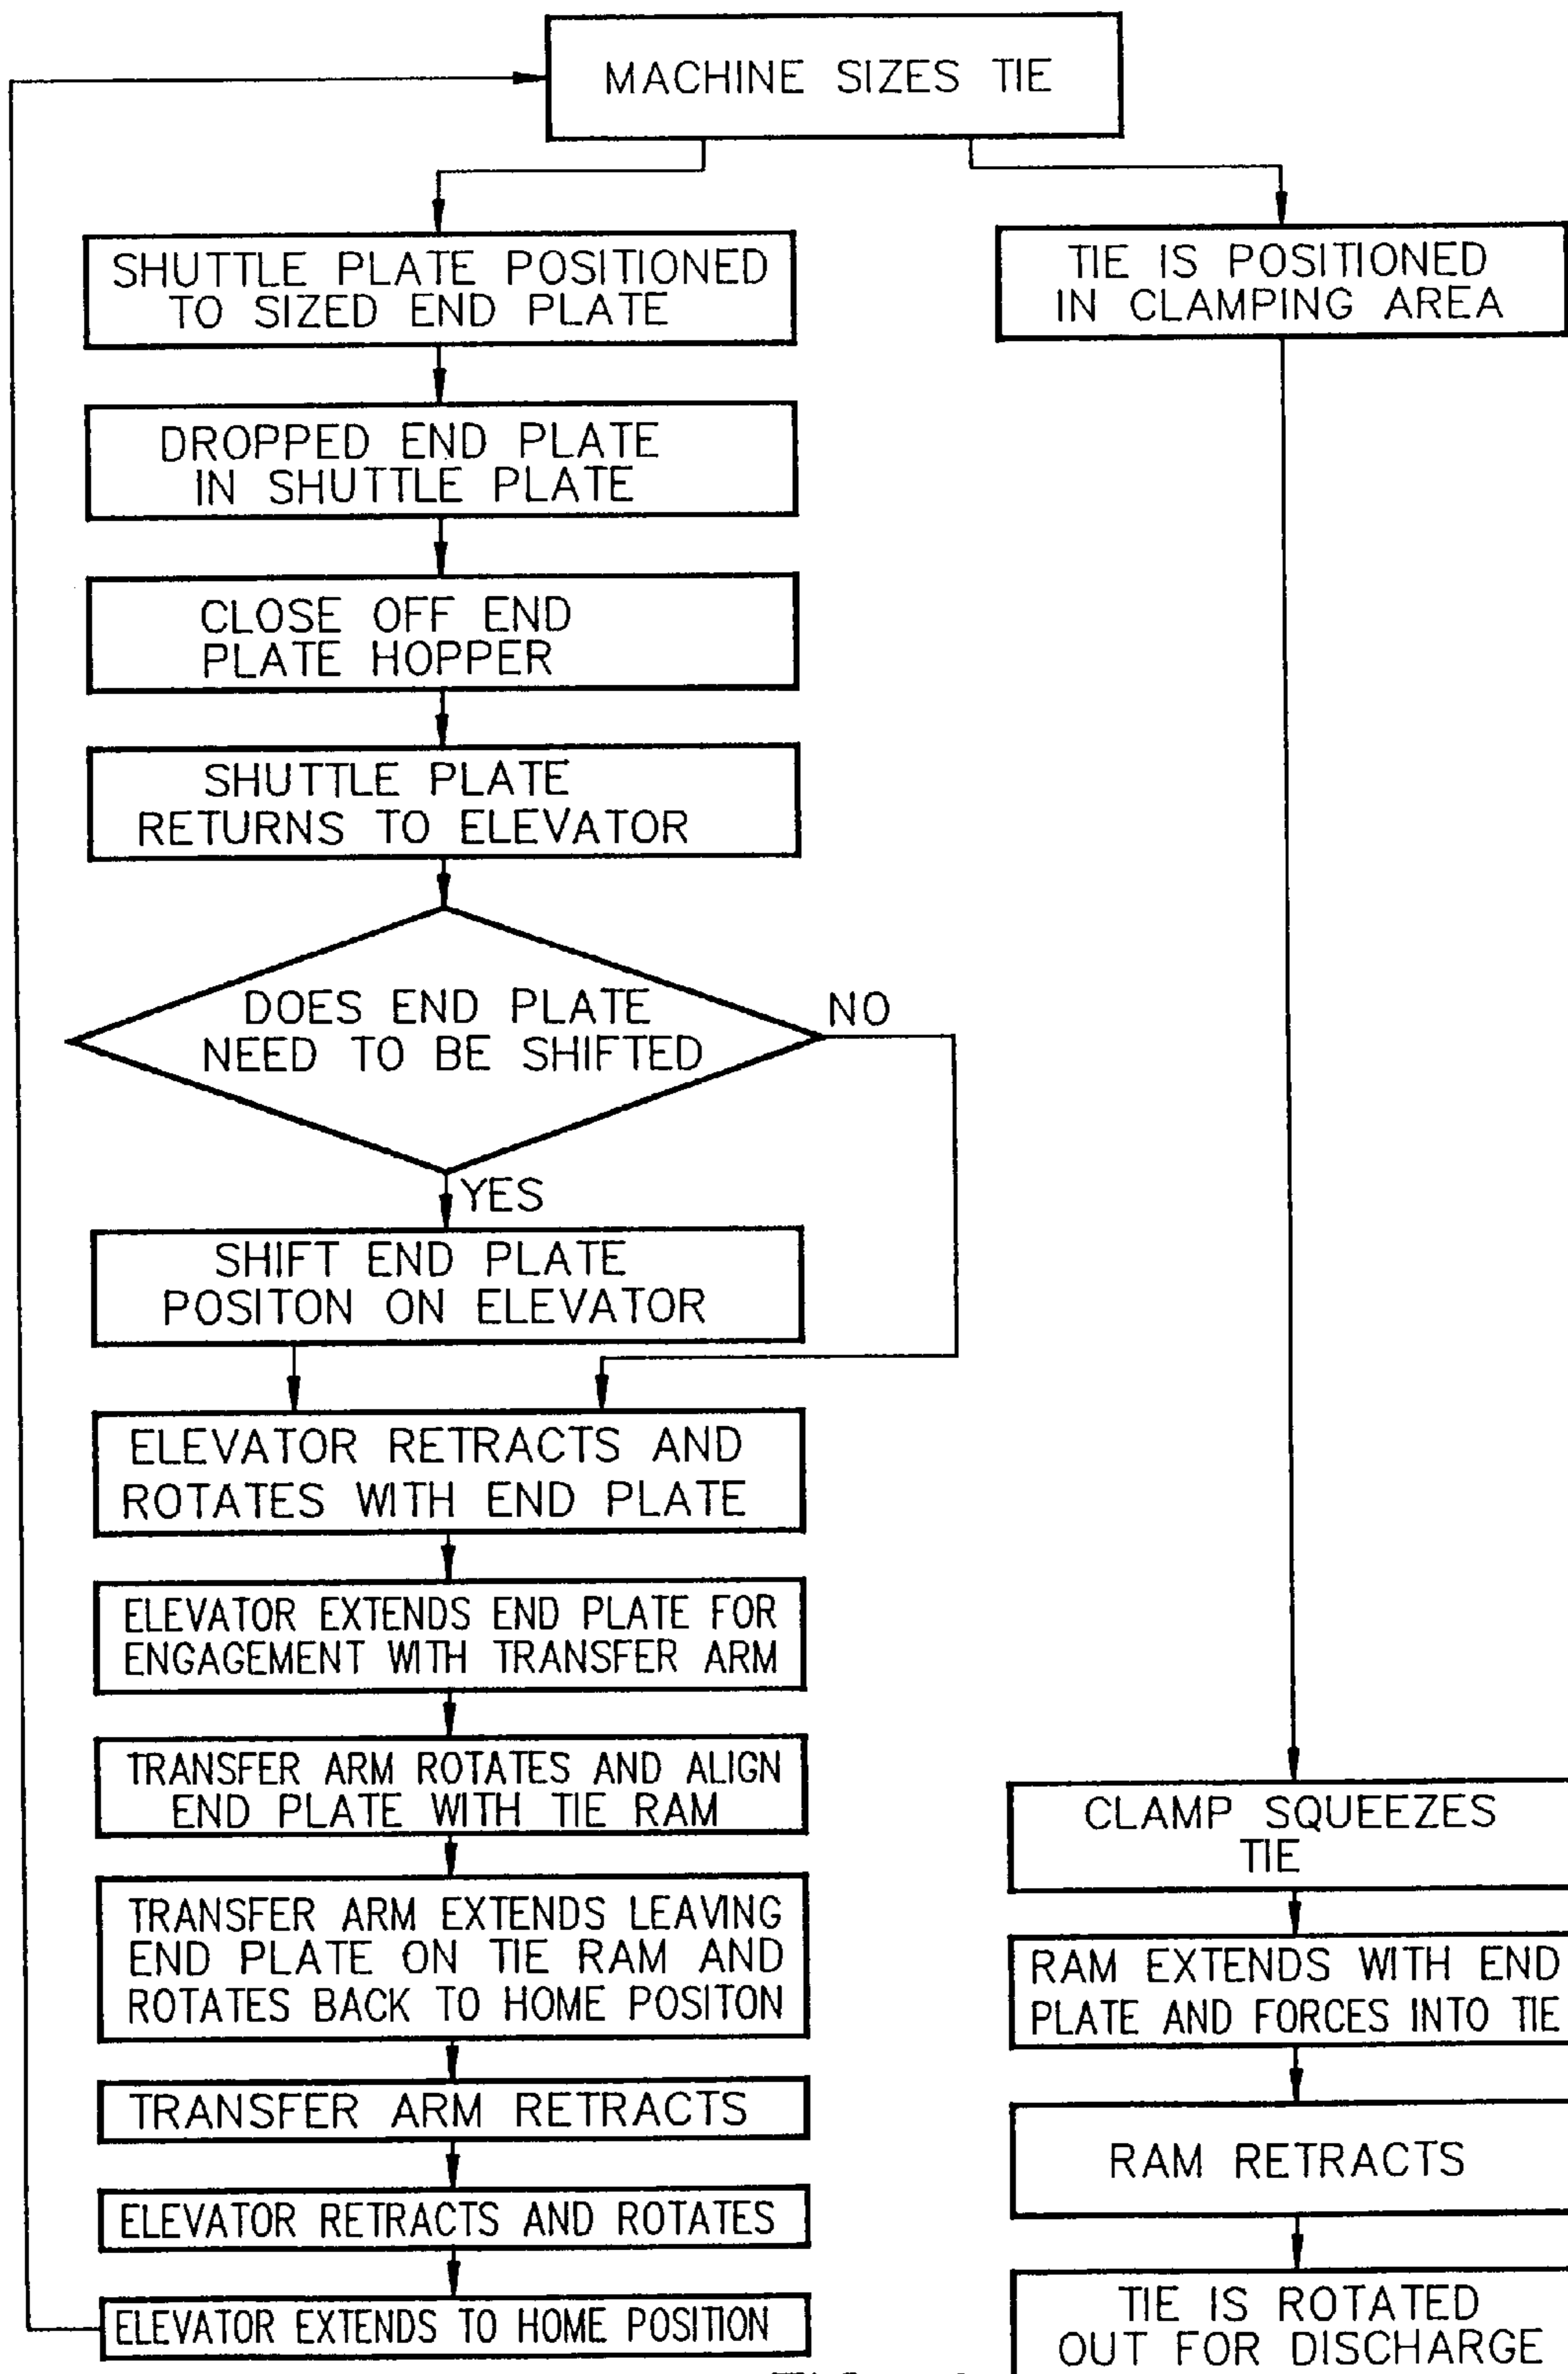 MACHINE SIZES TIE
SHUTTLE PLATE POSITIONED
TO SIZED END PLATE
DROPPED END PLATE
IN SHUTTLE PLATE
CLOSE OFF END
PLATE HOPPER
SHUTTLE PLATE
RETURNS TO ELEVATOR
DOES END PLATE
NEED TO BE SHIFTED
NO
YES
SHIFT END PLATE
POSITON ON ELEVATOR
ELEVATOR RETRACTS AND
ROTATES WITH END PLATE
ELEVATOR EXTENDS END PLATE FOR
ENGAGEMENT WITH TRANSFER ARM
TRANSFER ARM ROTATES AND ALIGN
END PLATE WITH TIE RAM
TRANSFER ARM EXTENDS LEAVING
END PLATE ON TIE RAM AND
ROTATES BACK TO HOME POSITON
TRANSFER ARM RETRACTS
ELEVATOR RETRACTS AND ROTATES
ELEVATOR EXTENDS TO HOME POSITION
TIE IS POSITIONED
IN CLAMPING AREA
CLAMP SQUEEZES
TIE
RAM EXTENDS WITH END
PLATE AND FORCES INTO TIE
RAM RETRACTS
TIE IS ROTATED
OUT FOR DISCHARGE